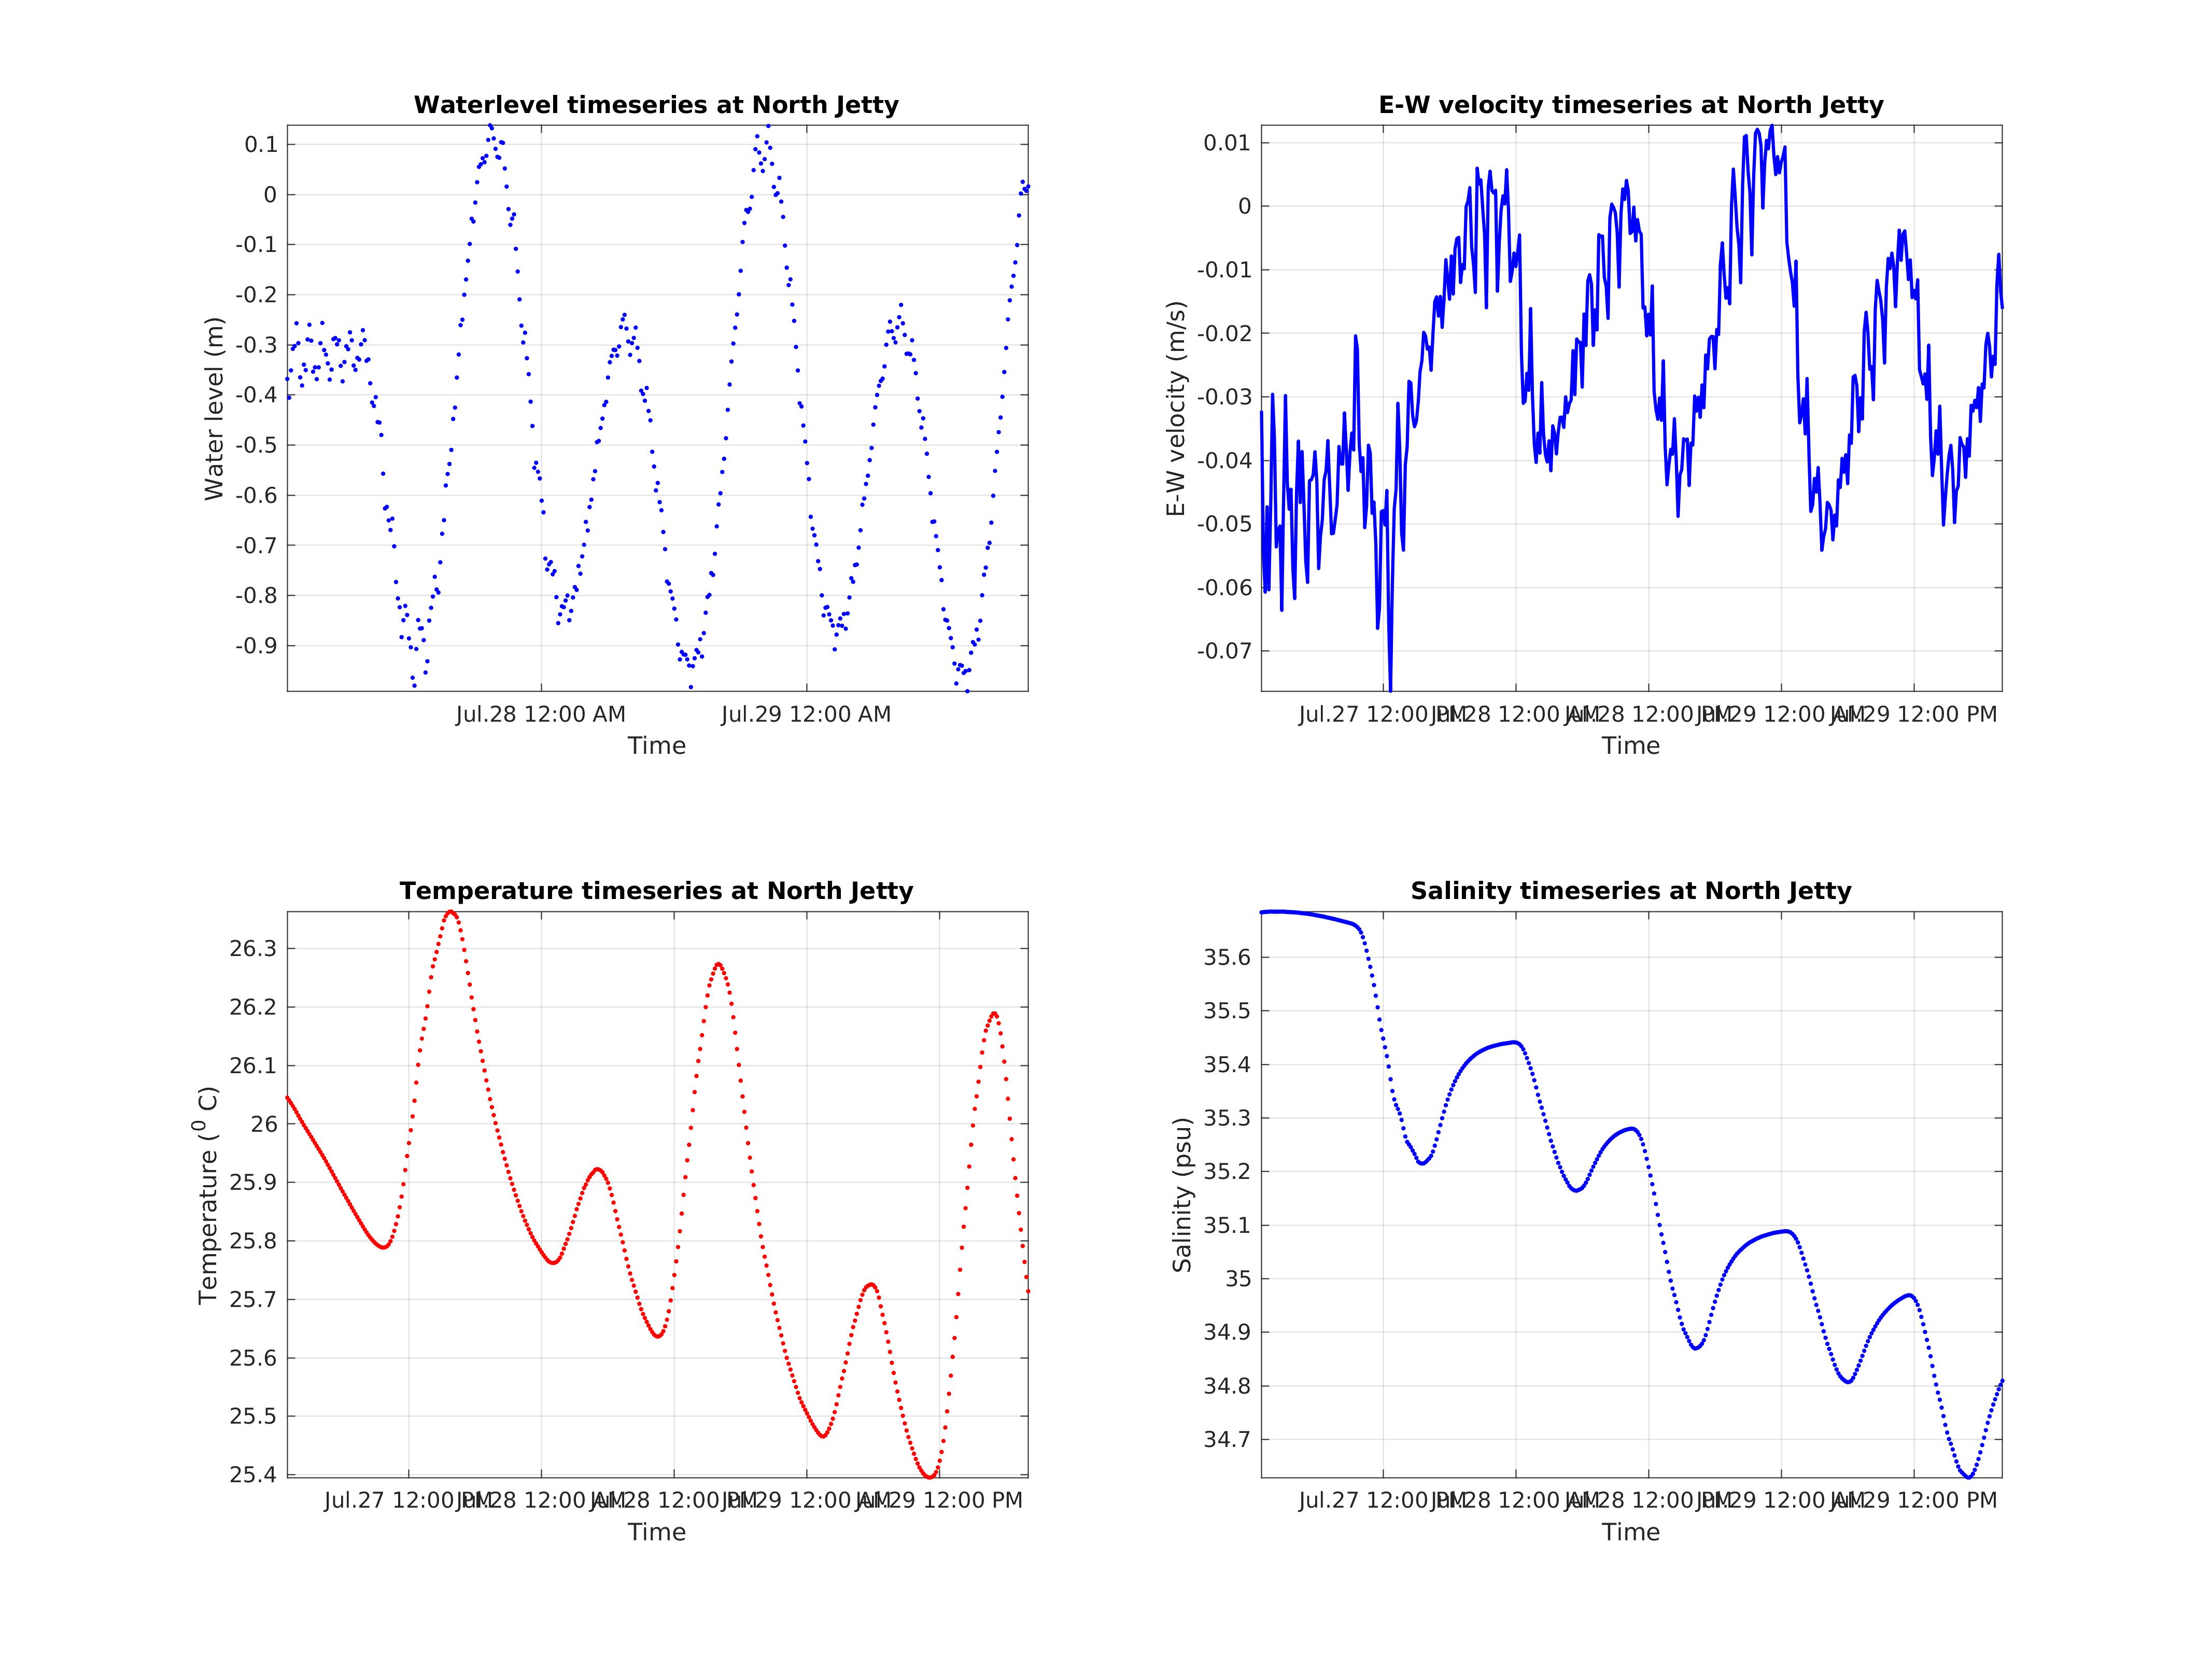 Waterlevel timeseries at North Jetty
0.1
0
-0.1
-0.2
-0.3
-0.4
-0.5
-0.6
-0.7
-0.8
-0.9
Water level (m)
Jul.28 12:00 AM Jul.29 12:00 AM
Time
E-W velocity timeseries at North Jetty
0.01
0
-0.01
-0.02
-0.03
-0.04
-0.05
-0.06
-0.07
E-W velocity (m/s)
Jul.27 12:00 PM Jul.28 12:00 AM Jul.28 12:00 PM Jul.29 12:00 AM Jul.29 12:00 PM
Time
Temperature timeseries at North Jetty
26.3
26.2
26.1
26
25.9
25.8
25.7
25.6
25.5
25.4
Temperature (⁰ C)
Jul.27 12:00 PM Jul.28 12:00 AM Jul.28 12:00 PM Jul.29 12:00 AM Jul.29 12:00 PM
Time
Salinity timeseries at North Jetty
35.6
35.5
35.4
35.3
35.2
35.1
35
34.9
34.8
34.7
Salinity (psu)
Jul.27 12:00 PM Jul.28 12:00 AM Jul.28 12:00 PM Jul.29 12:00 AM Jul.29 12:00 PM
Time